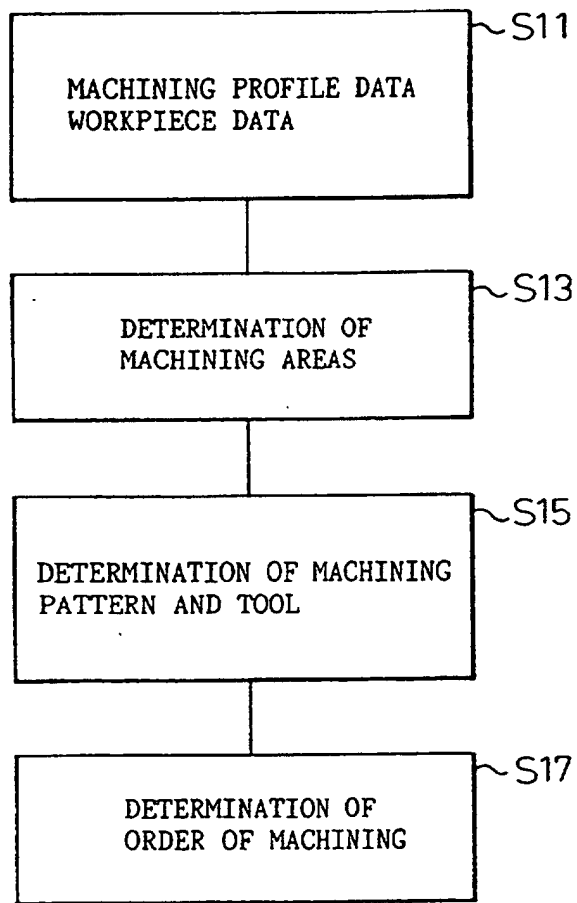 S11
MACHINING PROFILE DATA
WORKPIECE DATA
S13
DETERMINATION OF
MACHINING AREAS
S15
DETERMINATION OF MACHINING
PATTERN AND TOOL
S17
DETERMINATION OF
ORDER OF MACHINING